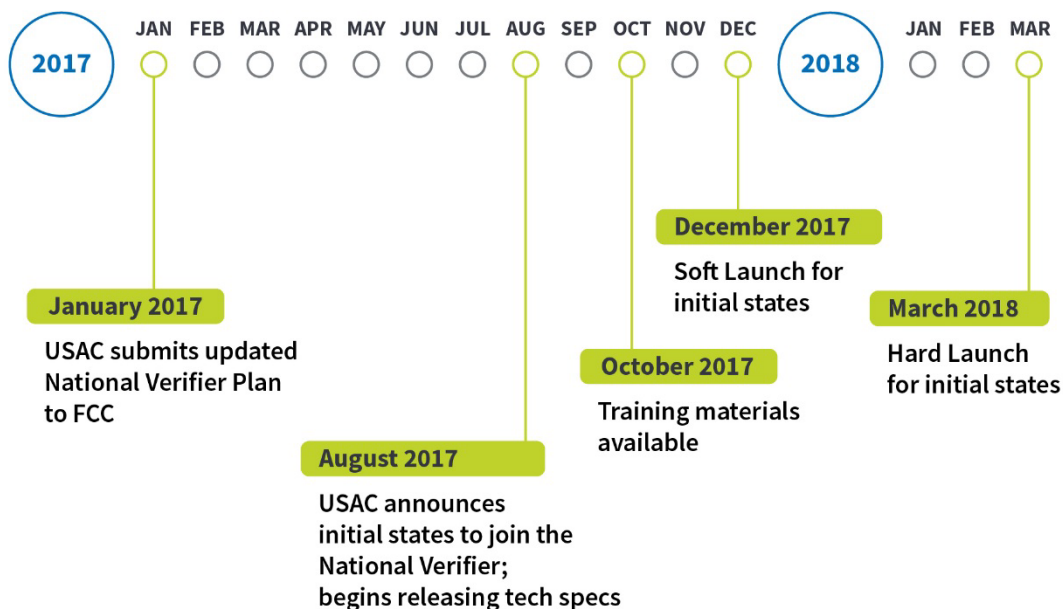 2017 JAN FEB MAR APR MAY JUN JUL AUG SEP OCT NOV DEC 2018 JAN FEB MAR
January 2017
USAC submits updated
National Verifier Plan
to FCC
August 2017
USAC announces
initial states to join the
National Verifier;
begins releasing tech specs
October 2017
Training materials
available
December 2017
Soft Launch for
initial states
March 2018
Hard Launch
for initial states